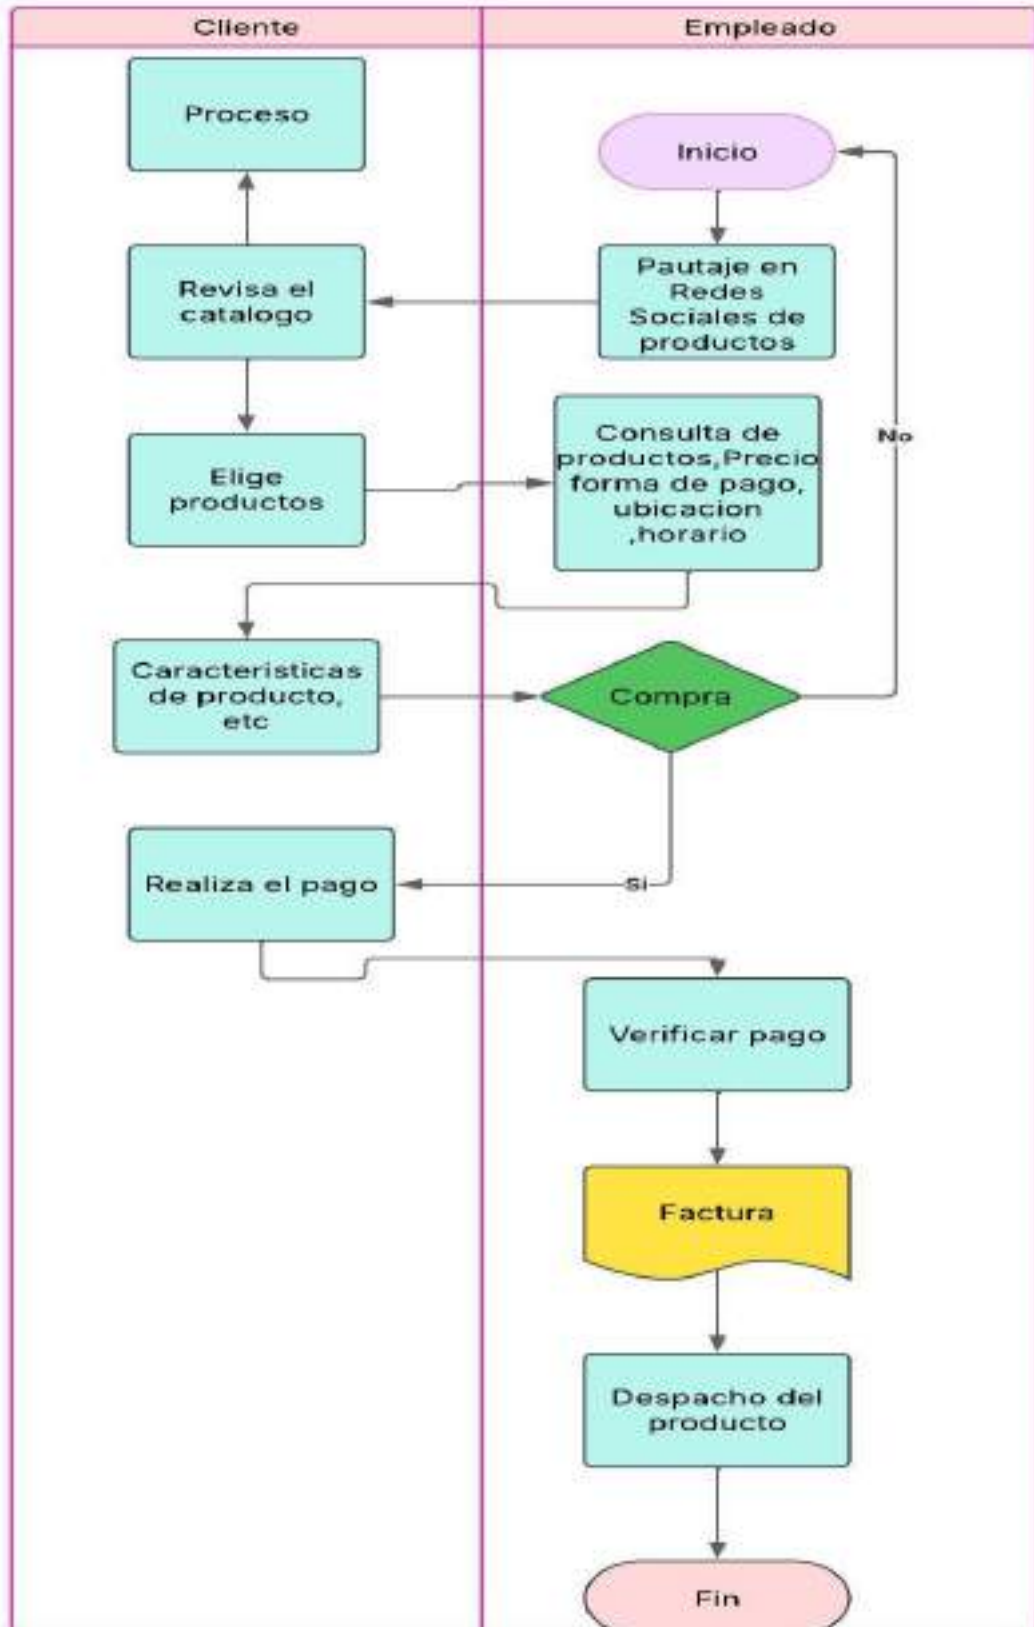 Cliente
Empleado
Proceso
Inicio
Revisa el
catalogo
Pautaje en
Redes
Sociales de
productos
Elige
productos
Consulta de
productos,Precio
forma de pago,
ubicacion
,horario
No
Caracteristicas
de producto,
etc
Compra
Realiza el pago
Si
Verificar pago
Factura
Despacho del
producto
Fin